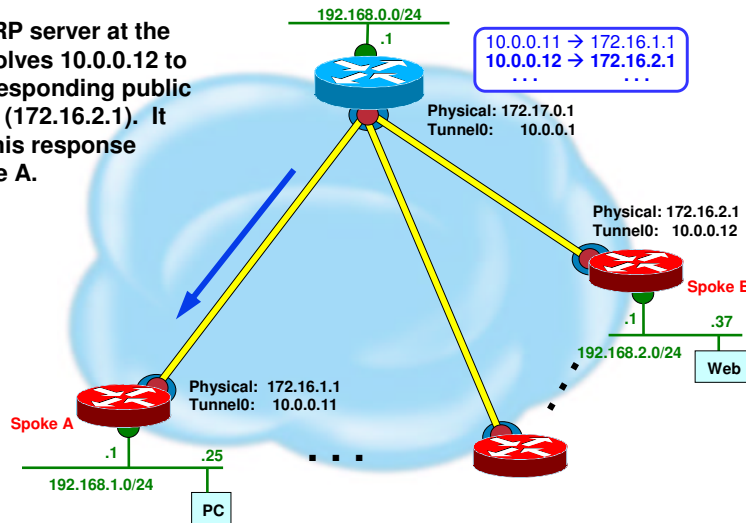 RP server at the
olves 10.0.0.12 to
esponding public
(172.16.2.1). It
his response
e A.
192.168.0.0/24
.1
10.0.0.11 → 172.16.1.1
10.0.0.12 → 172.16.2.1
. . . . . .
Physical: 172.17.0.1
Tunnel0: 10.0.0.1
Physical: 172.16.2.1
Tunnel0: 10.0.0.12
Spoke B
.1
.37
192.168.2.0/24
Web
Physical: 172.16.1.1
Tunnel0: 10.0.0.11
Spoke A
.1
.25
. . .
192.168.1.0/24
PC